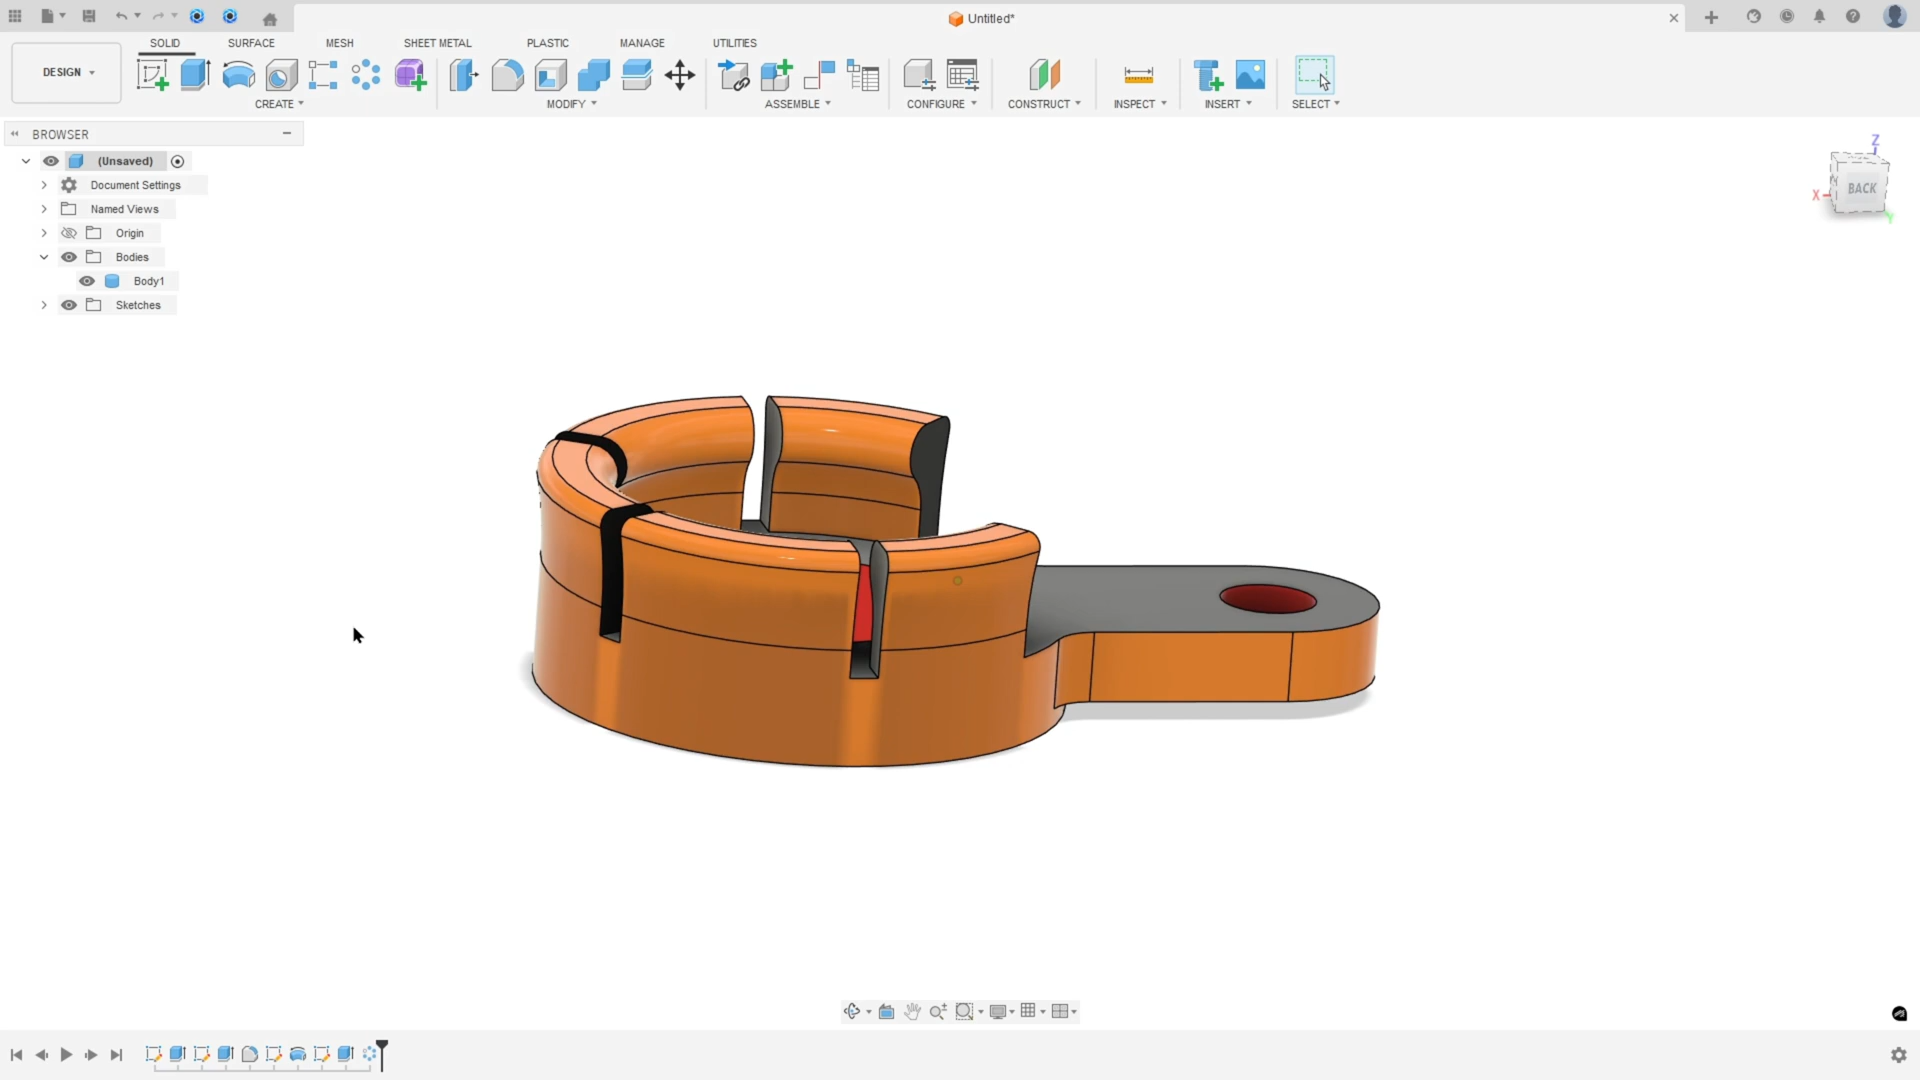 Untitled*
SOLID SURFACE MESH SHEET METAL PLASTIC MANAGE UTILITIES
DESIGN
CREATE MODIFY ASSEMBLE CONFIGURE CONSTRUCT INSPECT INSERT SELECT
BROWSER
(Unsaved)
Document Settings
Named Views
Origin
Bodies
Body1
Sketches
Z
BACK
X
Y